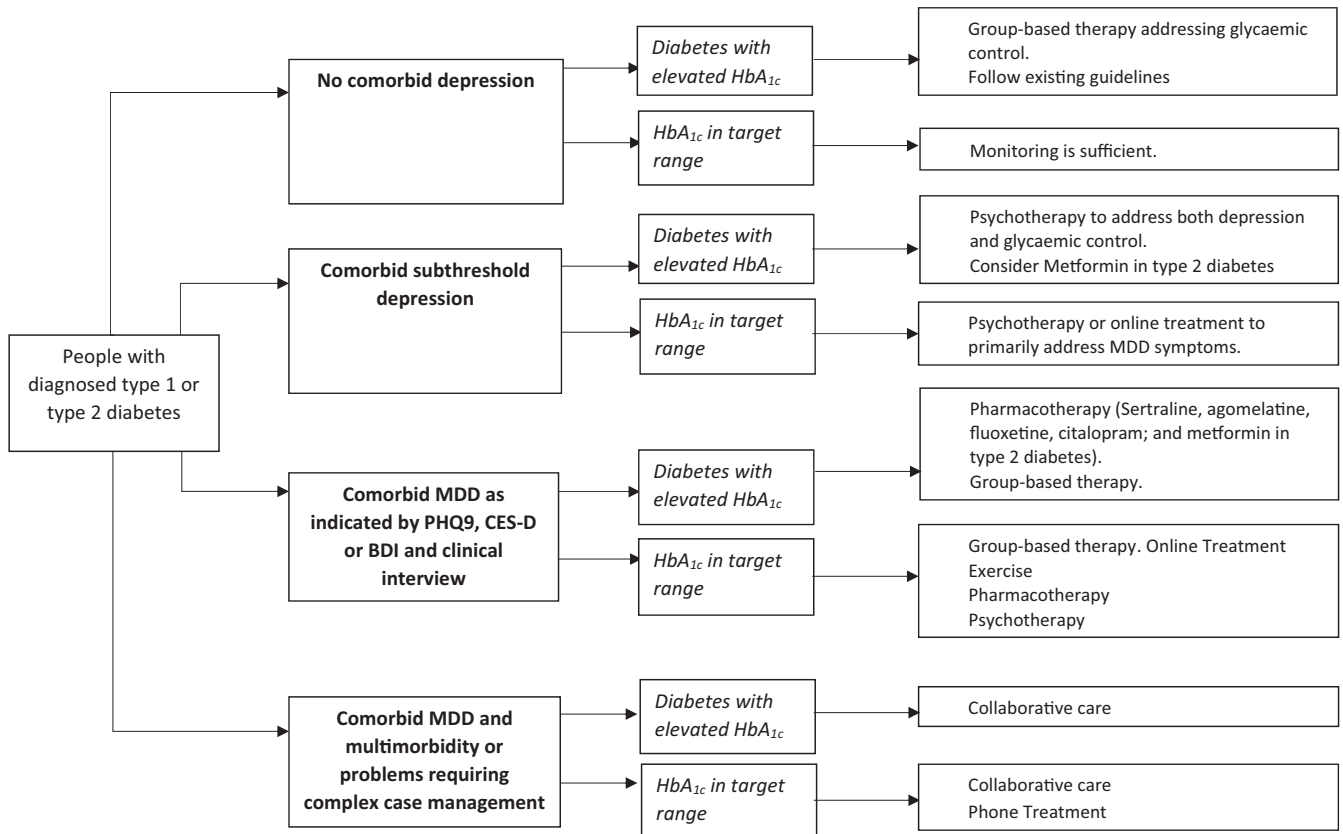 People with
diagnosed type 1 or
type 2 diabetes
No comorbid depression
Diabetes with
elevated HbA1c
Group-based therapy addressing glycaemic
control.
Follow existing guidelines
HbA1c in target
range
Monitoring is sufficient.
Comorbid subthreshold
depression
Diabetes with
elevated HbA1c
Psychotherapy to address both depression
and glycaemic control.
Consider Metformin in type 2 diabetes
HbA1c in target
range
Psychotherapy or online treatment to
primarily address MDD symptoms.
Comorbid MDD as
indicated by PHQ9, CES-D
or BDI and clinical
interview
Diabetes with
elevated HbA1c
Pharmacotherapy (Sertraline, agomelatine,
fluoxetine, citalopram; and metformin in
type 2 diabetes).
Group-based therapy.
HbA1c in target
range
Group-based therapy. Online Treatment
Exercise
Pharmacotherapy
Psychotherapy
Comorbid MDD and
multimorbidity or
problems requiring
complex case management
Diabetes with
elevated HbA1c
Collaborative care
HbA1c in target
range
Collaborative care
Phone Treatment